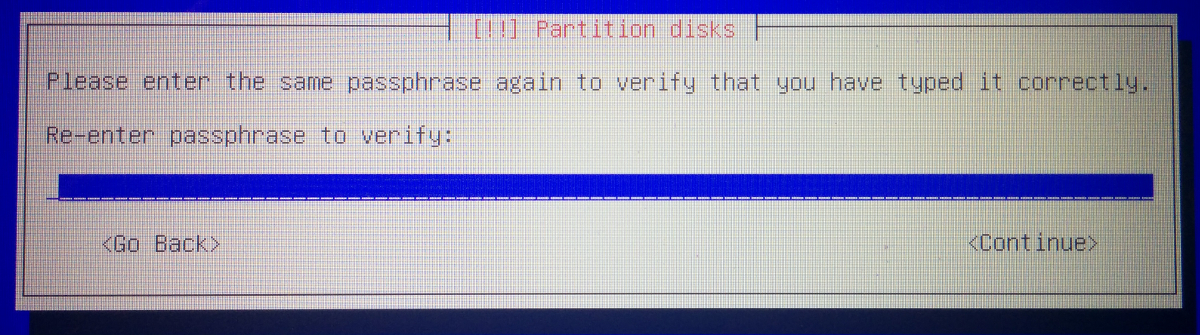 [!!] Partition disks
Please enter the same passphrase again to verify that you have typed it correctly.
Re-enter passphrase to verify:
<Go Back> <Continue>